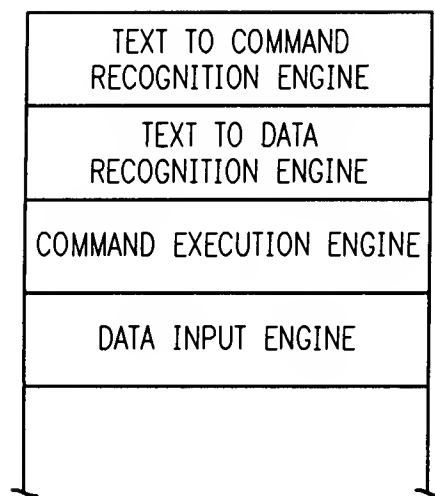 TEXT TO COMMAND
RECOGNITION ENGINE
TEXT TO DATA
RECOGNITION ENGINE
COMMAND EXECUTION ENGINE
DATA INPUT ENGINE